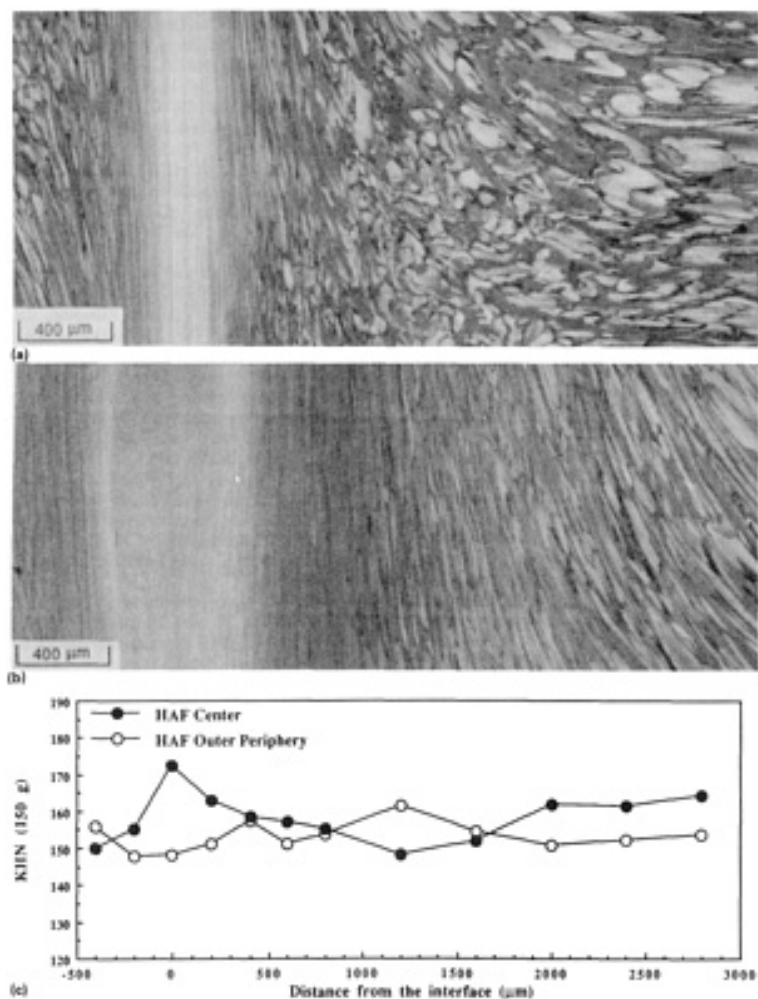 400 μm
(a)
400 μm
(b)
190
180
170
160
150
140
130
120
KHN (150 g)
HAF Center
HAF Outer Periphery
-500
0
500
1000
1500
2000
2500
3000
(c)
Distance from the interface (μm)